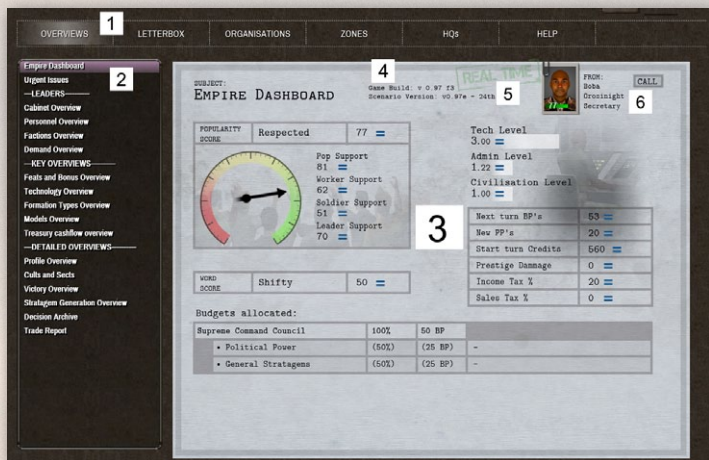 OVERVIEWS 1 LETTERBOX ORGANISATIONS ZONES HQs HELP
Empire Dashboard
2
Urgent Issues
—LEADERS———
Cabinet Overview
Personnel Overview
Factions Overview
Demand Overview
—KEY OVERVIEWS———
Feats and Bonus Overview
Technology Overview
Formation Types Overview
Models Overview
Treasury cashflow overview
—DETAILED OVERVIEWS———
Profile Overview
Cults and Sects
Victory Overview
Stratagem Generation Overview
Decision Archive
Trade Report
SUBJECT:
EMPIRE DASHBOARD
4
Game Build: v 0.97 f3
Scenario Version: v0.97e - 24th
REAL TIME
5
77
FROM:
Boba
Secretary
CALL
6
POPULARITY SCORE Respected 77 =
Pop Support
81 =
Worker Support
62 =
Soldier Support
51 =
Leader Support
70 =
3
WORD SCORE Shifty 50 =
Tech Level
3.00 =
Admin Level
1.22 =
Civilisation Level
1.00 =
Next turn BP's 53 =
New PP's 20 =
Start turn Credits 560 =
Prestige Dammage 0 =
Income Tax % 20 =
Sales Tax % 0 =
Budgets allocated:
Supreme Command Council 100% 50 BP
• Political Power (50%) (25 BP) -
• General Stratagems (50%) (25 BP) -